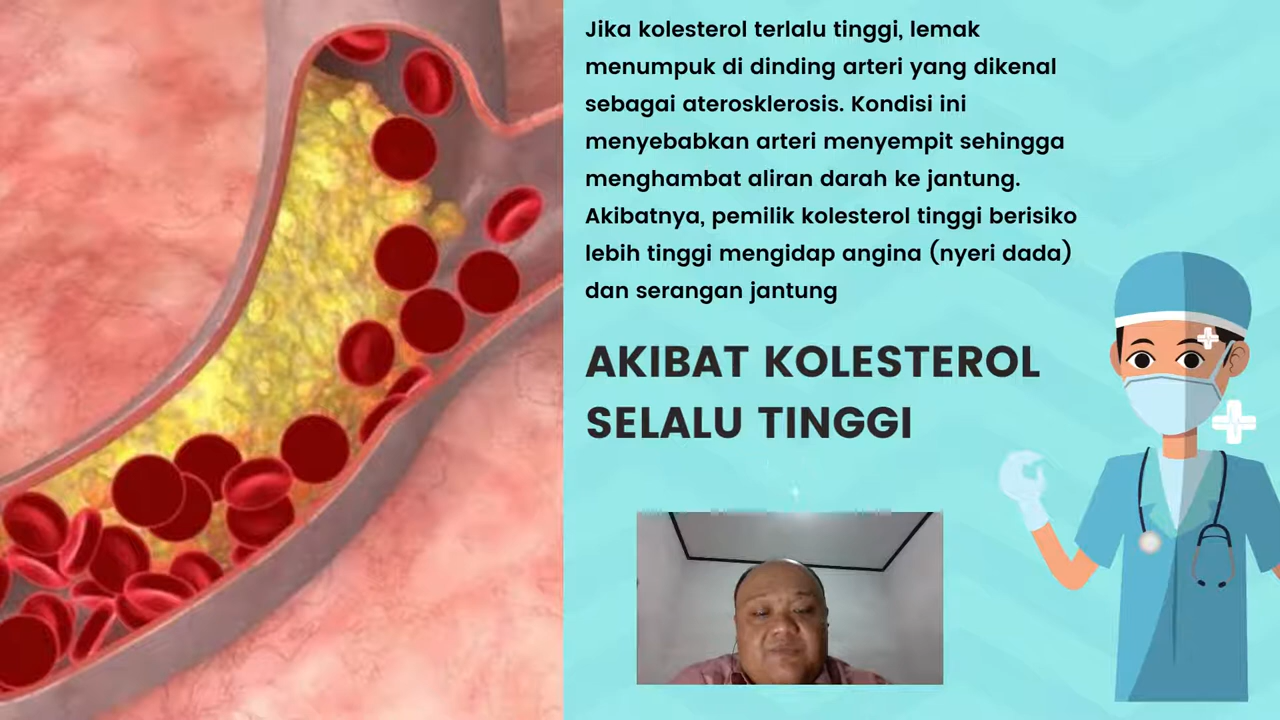 Jika kolesterol terlalu tinggi, lemak
menumpuk di dinding arteri yang dikenal
sebagai aterosklerosis. Kondisi ini
menyebabkan arteri menyempit sehingga
menghambat aliran darah ke jantung.
Akibatnya, pemilik kolesterol tinggi berisiko
lebih tinggi mengidap angina (nyeri dada)
dan serangan jantung
AKIBAT KOLESTEROL
SELALU TINGGI